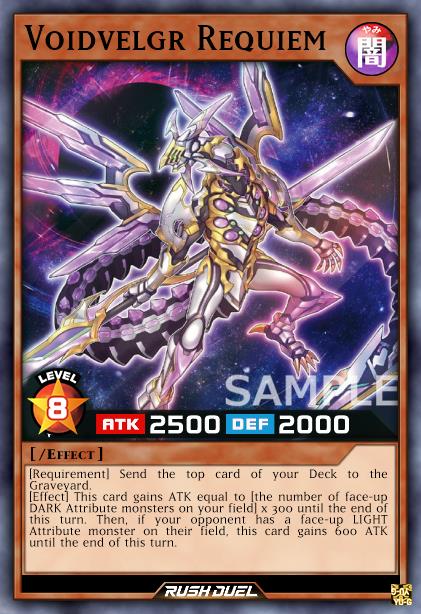 Voidvelgr Requiem
やみ
闇
SAMPLE
LEVEL
8
ATK 2500 DEF 2000
[ /Effect ]
[Requirement] Send the top card of your Deck to the
Graveyard.
[Effect] This card gains ATK equal to [the number of face-up
DARK Attribute monsters on your field] x 300 until the end of
this turn. Then, if your opponent has a face-up LIGHT
Attribute monster on their field, this card gains 600 ATK
until the end of this turn.
RUSH DUEL